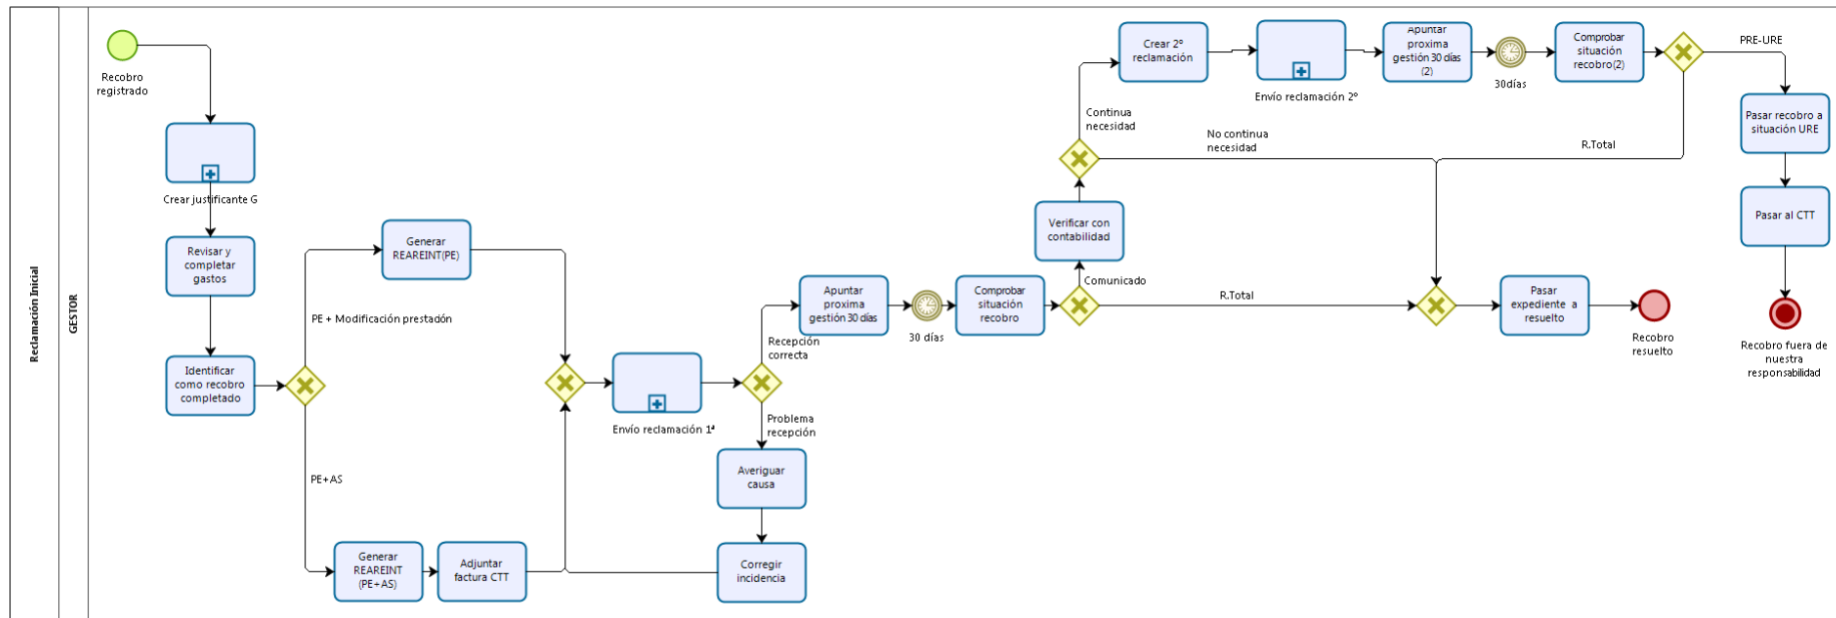 Reclamación Inicial
GESTOR
Recobro
registrado
Crear justificante G
Revisar y
completar
gastos
Identificar
como recobro
completado
PE + Modificación prestadón
PE+AS
Generar
REAREINT(PE)
Generar
REAREINT
(PE+AS)
Adjuntar
factura CTT
Envío reclamación 1ª
Recepción
correcta
Problema
recepción
Averiguar
causa
Corregir
incidencia
Apuntar
proxima
gestión 30 días
30 días
Comprobar
situación
recobro
Comunicado
R.Total
Verificar con
contabilidad
Continua
necesidad
No continua
necesidad
Crear 2º
reclamación
Envío reclamación 2º
Apuntar
proxima
gestión 30 días
(2)
30días
Comprobar
situación
recobro(2)
PRE-URE
R.Total
Pasar recobro a
situación URE
Pasar al CTT
Recobro fuera de
nuestra
responsabilidad
Pasar
expediente a
resuelto
Recobro
resuelto